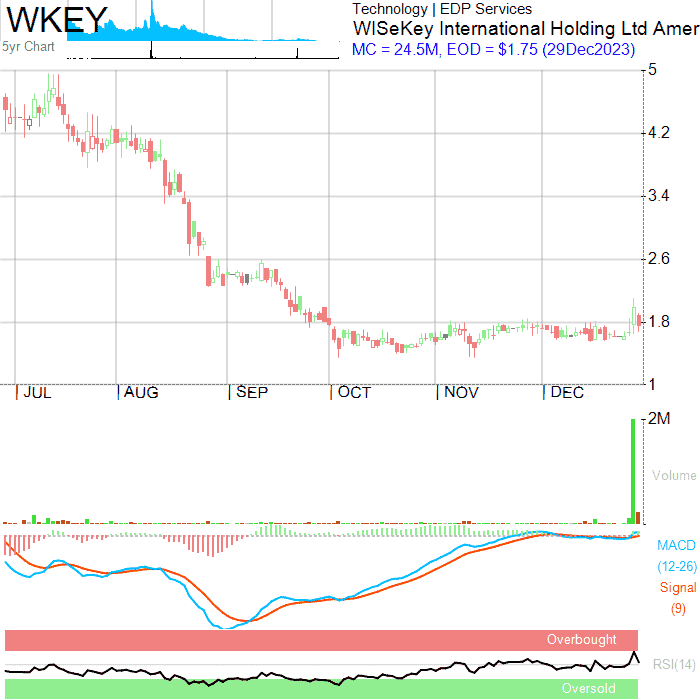 WKEY
5yr Chart
Technology | EDP Services
WISeKey International Holding Ltd Amer
MC = 24.5M, EOD = $1.75 (29Dec2023)
5
4.2
3.4
2.6
1.8
1
JUL AUG SEP OCT NOV DEC
2M
Volume
MACD
(12-26)
Signal
(9)
Overbought
RSI(14)
Oversold